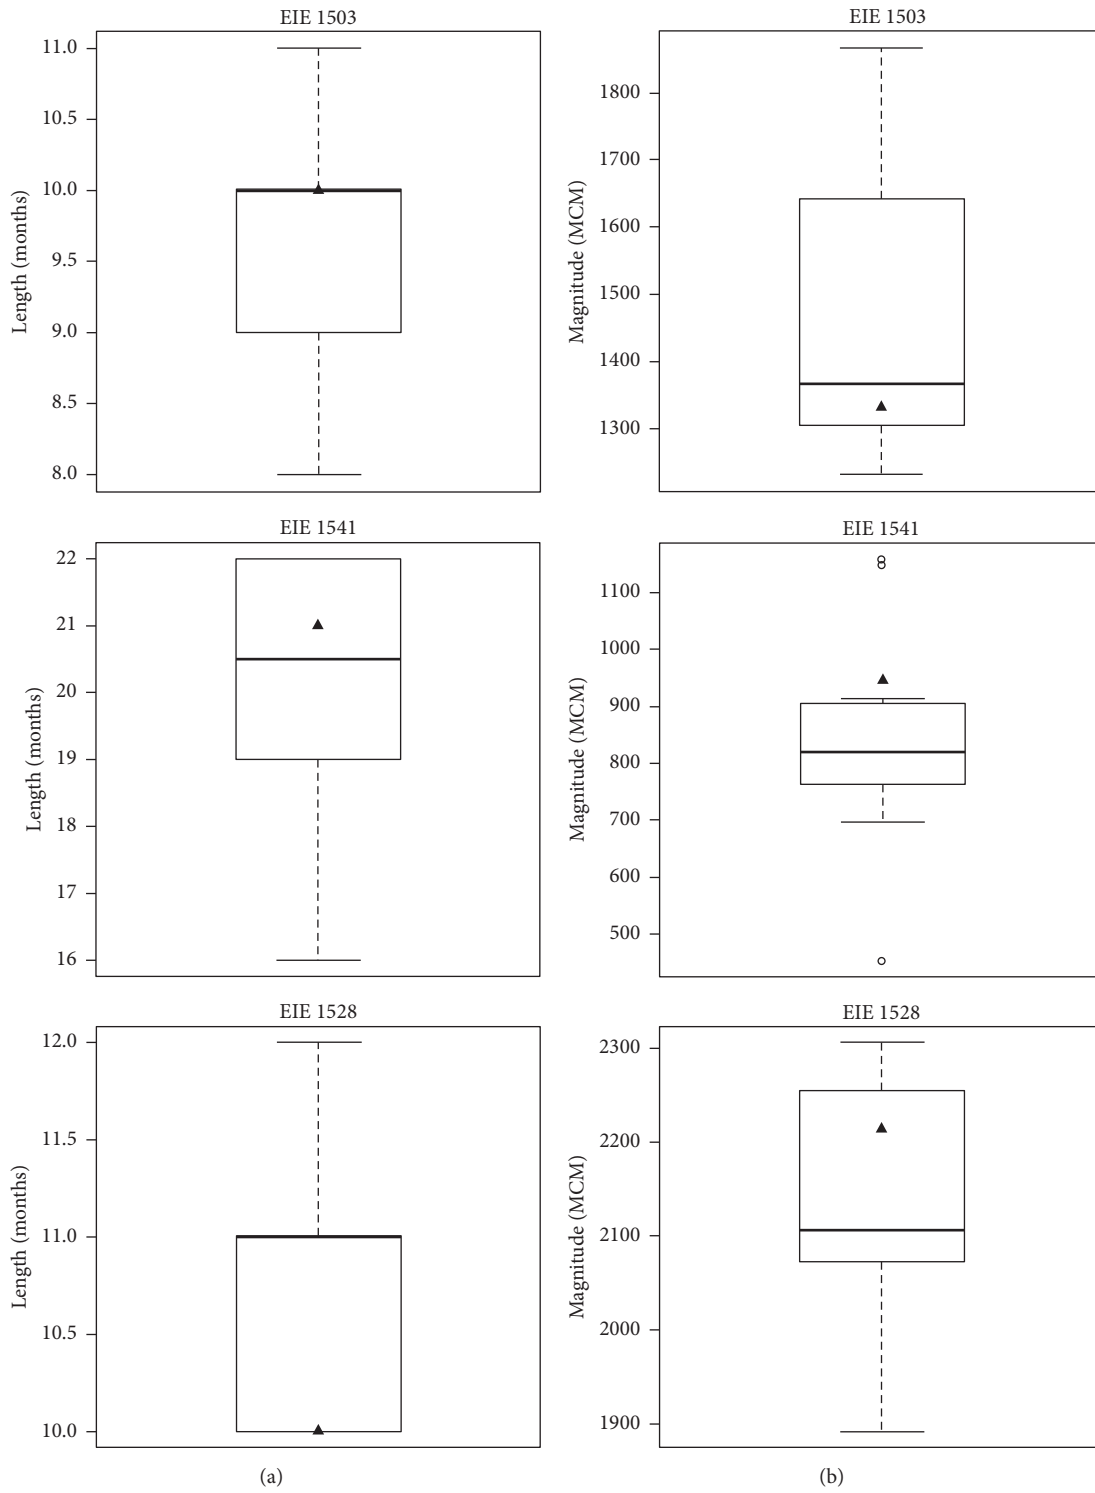 EIE 1503
Length (months)
11.0
10.5
10.0
9.5
9.0
8.5
8.0
EIE 1503
Magnitude (MCM)
1800
1700
1600
1500
1400
1300
EIE 1541
Length (months)
22
21
20
19
18
17
16
EIE 1541
Magnitude (MCM)
1100
1000
900
800
700
600
500
EIE 1528
Length (months)
12.0
11.5
11.0
10.5
10.0
(a)
EIE 1528
Magnitude (MCM)
2300
2200
2100
2000
1900
(b)